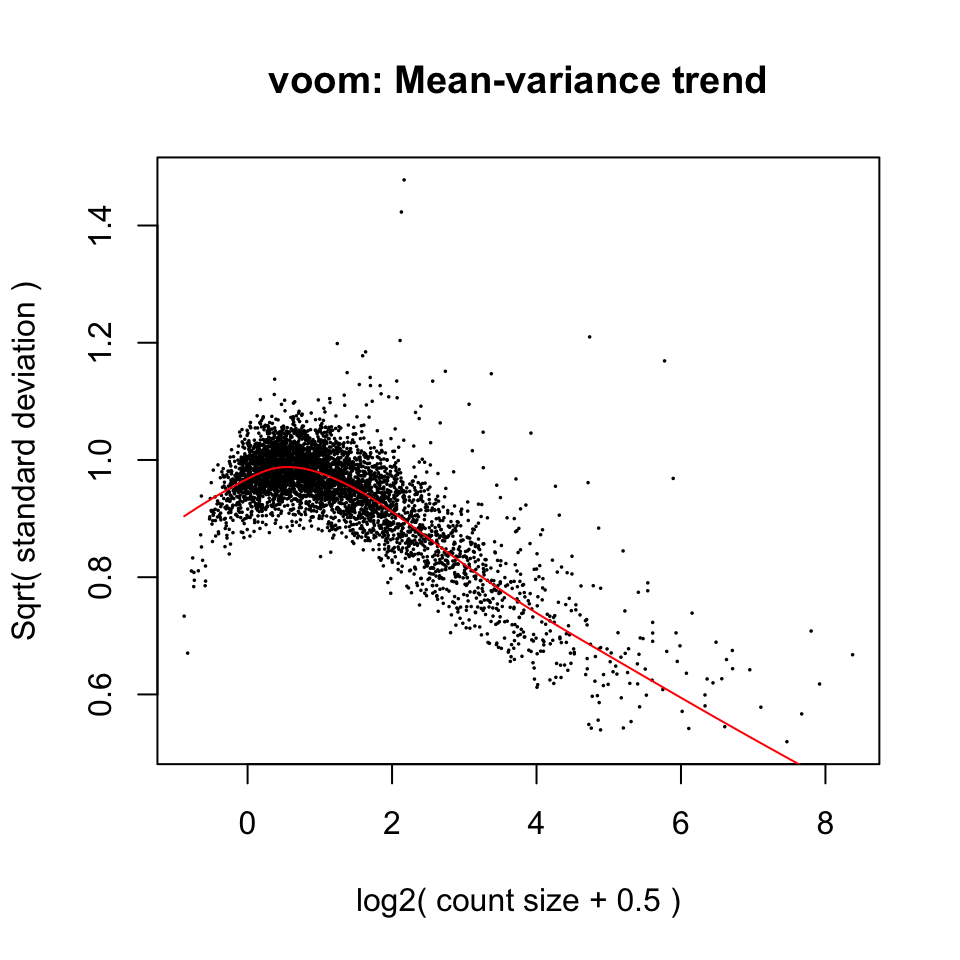 voom: Mean-variance trend
Sqrt( standard deviation )
1.4
1.2
1.0
0.8
0.6
0 2 4 6 8
log2( count size + 0.5 )